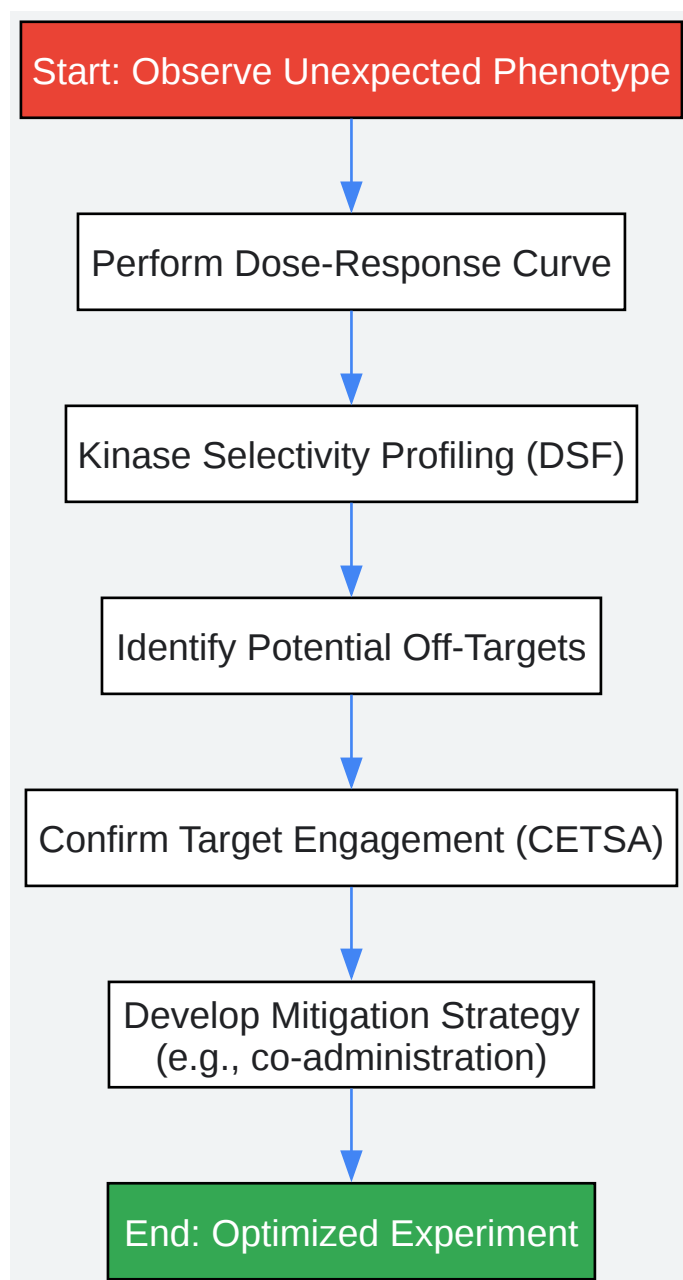 Start: Observe Unexpected Phenotype
Perform Dose-Response Curve
Kinase Selectivity Profiling (DSF)
Identify Potential Off-Targets
Confirm Target Engagement (CETSA)
Develop Mitigation Strategy
(e.g., co-administration)
End: Optimized Experiment